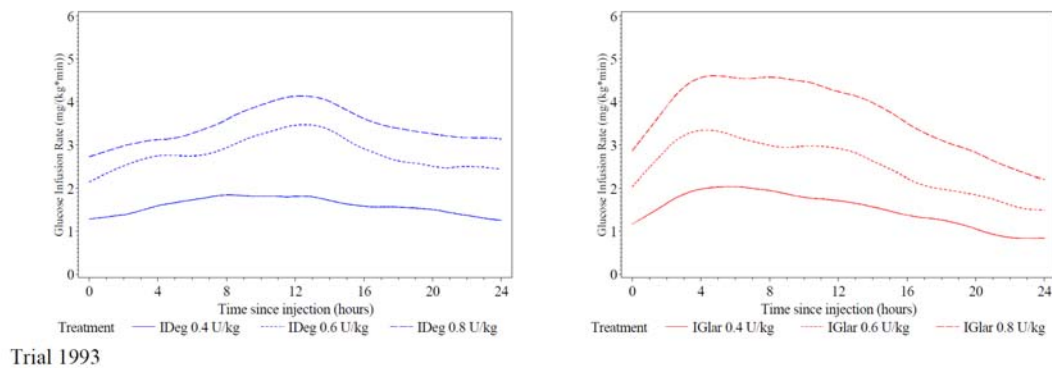 Glucose Infusion Rate (mg/(kg*min))
6
5
4
3
2
1
0
0 4 8 12 16 20 24
Time since injection (hours)
Treatment IDeg 0.4 U/kg IDeg 0.6 U/kg IDeg 0.8 U/kg
Glucose Infusion Rate (mg/(kg*min))
6
5
4
3
2
1
0
0 4 8 12 16 20 24
Time since injection (hours)
Treatment IGlar 0.4 U/kg IGlar 0.6 U/kg IGlar 0.8 U/kg
Trial 1993